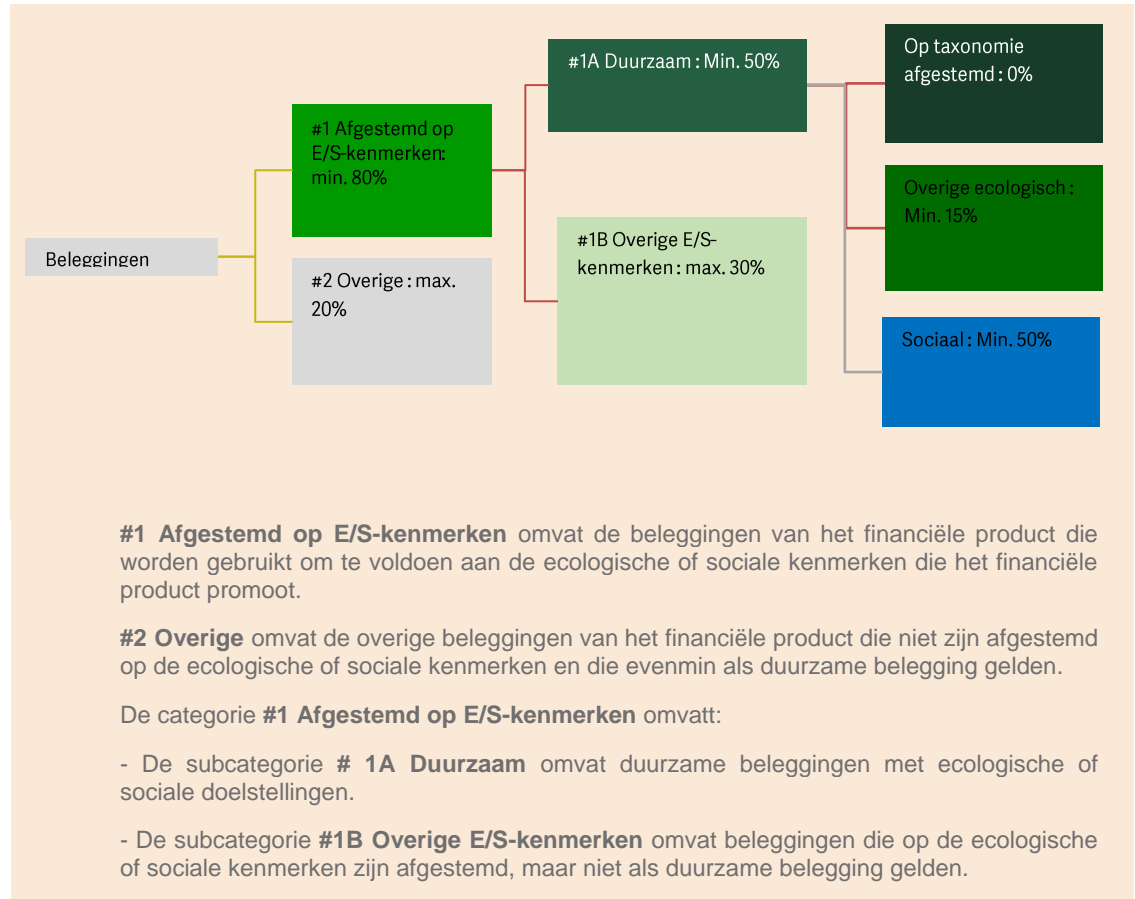 Beleggingen
#1 Afgestemd op
E/S-kenmerken:
min. 80%
#2 Overige : max.
20%
#1A Duurzaam : Min. 50%
#1B Overige E/S-
kenmerken : max. 30%
Op taxonomie
afgestemd : 0%
Overige ecologisch :
Min. 15%
Sociaal : Min. 50%
#1 Afgestemd op E/S-kenmerken omvat de beleggingen van het financiële product die
worden gebruikt om te voldoen aan de ecologische of sociale kenmerken die het financiële
product promoot.
#2 Overige omvat de overige beleggingen van het financiële product die niet zijn afgestemd
op de ecologische of sociale kenmerken en die evenmin als duurzame belegging gelden.
De categorie #1 Afgestemd op E/S-kenmerken omvatt:
- De subcategorie # 1A Duurzaam omvat duurzame beleggingen met ecologische of
sociale doelstellingen.
- De subcategorie #1B Overige E/S-kenmerken omvat beleggingen die op de ecologische
of sociale kenmerken zijn afgestemd, maar niet als duurzame belegging gelden.